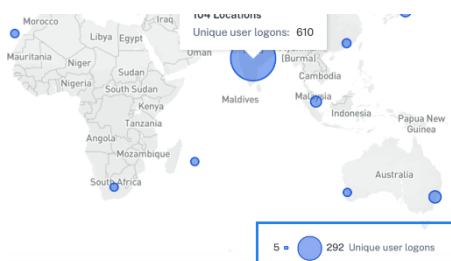 Morocco
Iraq
104 Locations
Unique user logons: 610
Libya Egypt
Oman
(Burma)
Mauritania
Niger
Sudan
Cambodia
Nigeria
South Sudan
Maldives
Malaysia
Kenya
Indonesia
Papua New
Guinea
Tanzania
Angola
Mozambique
South Africa
Australia
5 292 Unique user logons